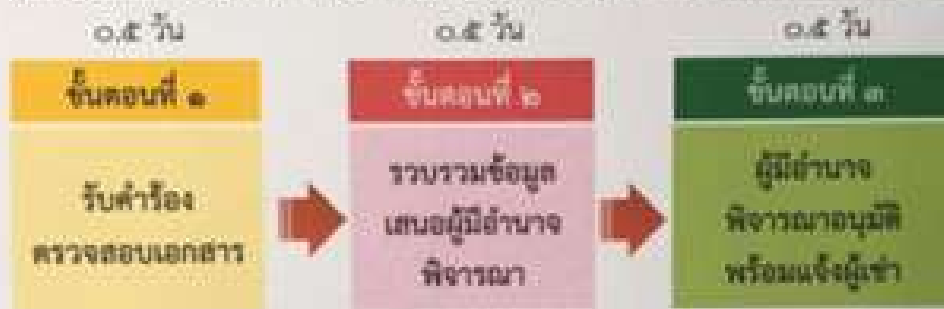 ๐.๕ วัน
๐.๕ วัน
๐.๕ วัน
ขั้นตอนที่ ๑
ขั้นตอนที่ ๒
ขั้นตอนที่ ๓
รับคำร้อง
ตรวจสอบเอกสาร
รวบรวมข้อมูล
เสนอผู้มีอำนาจ
พิจารณา
ผู้มีอำนาจ
พิจารณาอนุมัติ
พร้อมแจ้งผู้เช่า